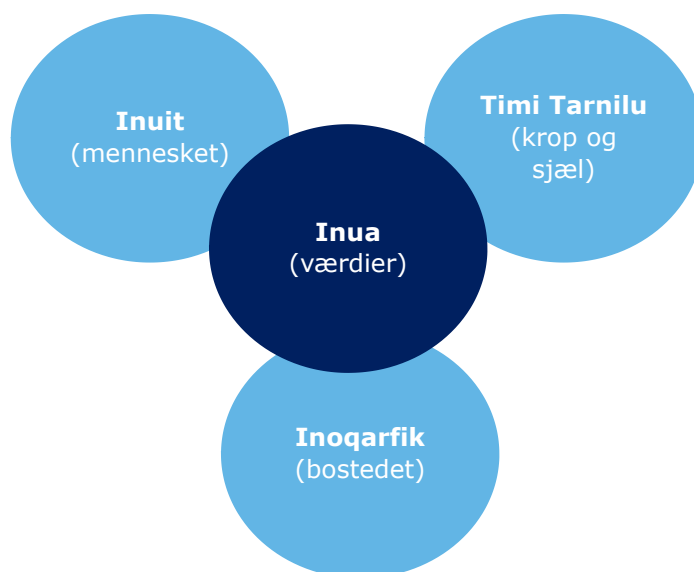 Inuit
(mennesket)
Timi Tarnilu
(krop og
sjæl)
Inua
(værdier)
Inoqarfik
(bostedet)